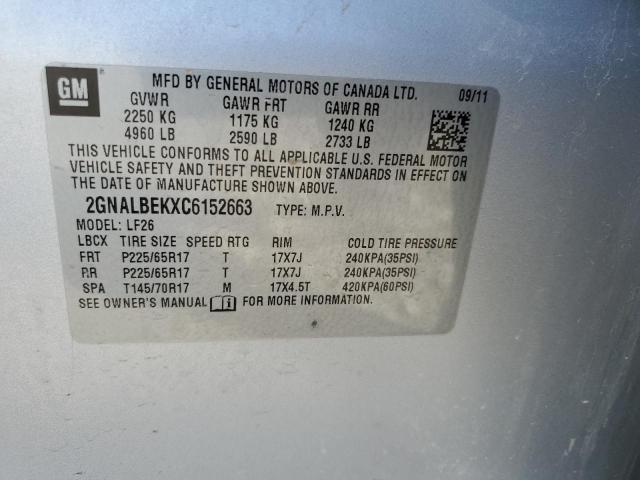 GM
MFD BY GENERAL MOTORS OF CANADA LTD. 09/11
GVWR GAWR FRT GAWR RR
2250 KG 1175 KG 1240 KG
4960 LB 2590 LB 2733 LB
THIS VEHICLE CONFORMS TO ALL APPLICABLE U.S. FEDERAL MOTOR
VEHICLE SAFETY AND THEFT PREVENTION STANDARDS IN EFFECT ON
THE DATE OF MANUFACTURE SHOWN ABOVE.
2GNALBEKXC6152663 TYPE: M.P.V.
MODEL: LF26
LBCX TIRE SIZE SPEED RTG RIM COLD TIRE PRESSURE
FRT P225/65R17 T 17X7J 240KPA(35PSI)
RR P225/65R17 T 17X7J 240KPA(35PSI)
SPA T145/70R17 M 17X4.5T 420KPA(60PSI)
SEE OWNER'S MANUAL FOR MORE INFORMATION.